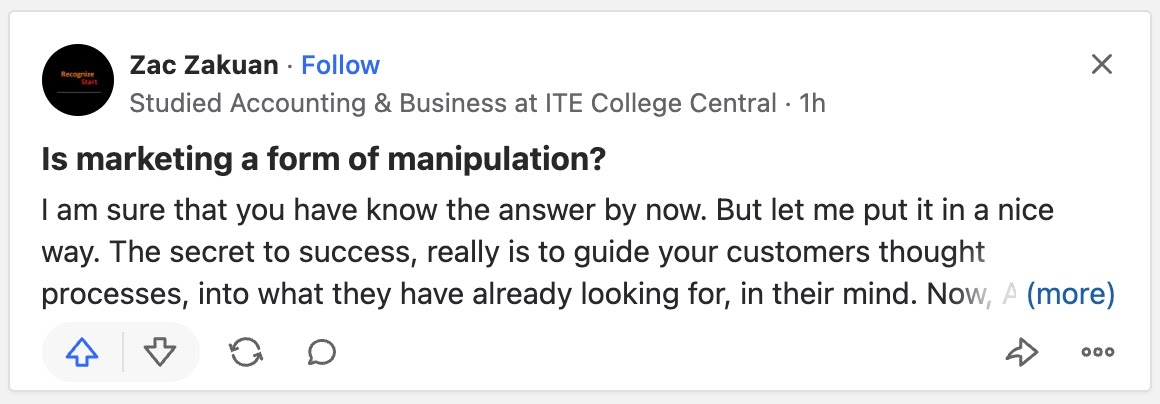 Recognize
Start
Zac Zakuan · Follow
Studied Accounting & Business at ITE College Central · 1h
Is marketing a form of manipulation?
I am sure that you have know the answer by now. But let me put it in a nice
way. The secret to success, really is to guide your customers thought
processes, into what they have already looking for, in their mind. Now, A (more)